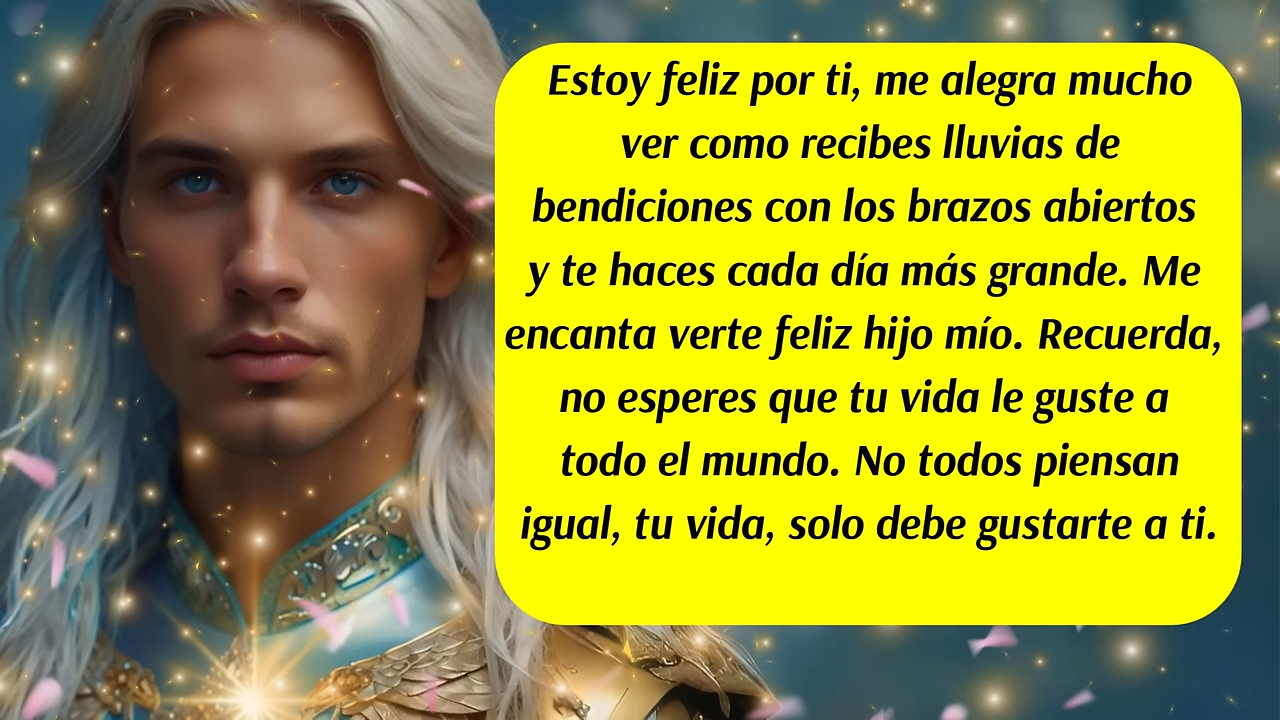 Estoy feliz por ti, me alegra mucho
ver como recibes lluvias de
bendiciones con los brazos abiertos
y te haces cada día más grande. Me
encanta verte feliz hijo mío. Recuerda,
no esperes que tu vida le guste a
todo el mundo. No todos piensan
igual, tu vida, solo debe gustarte a ti.